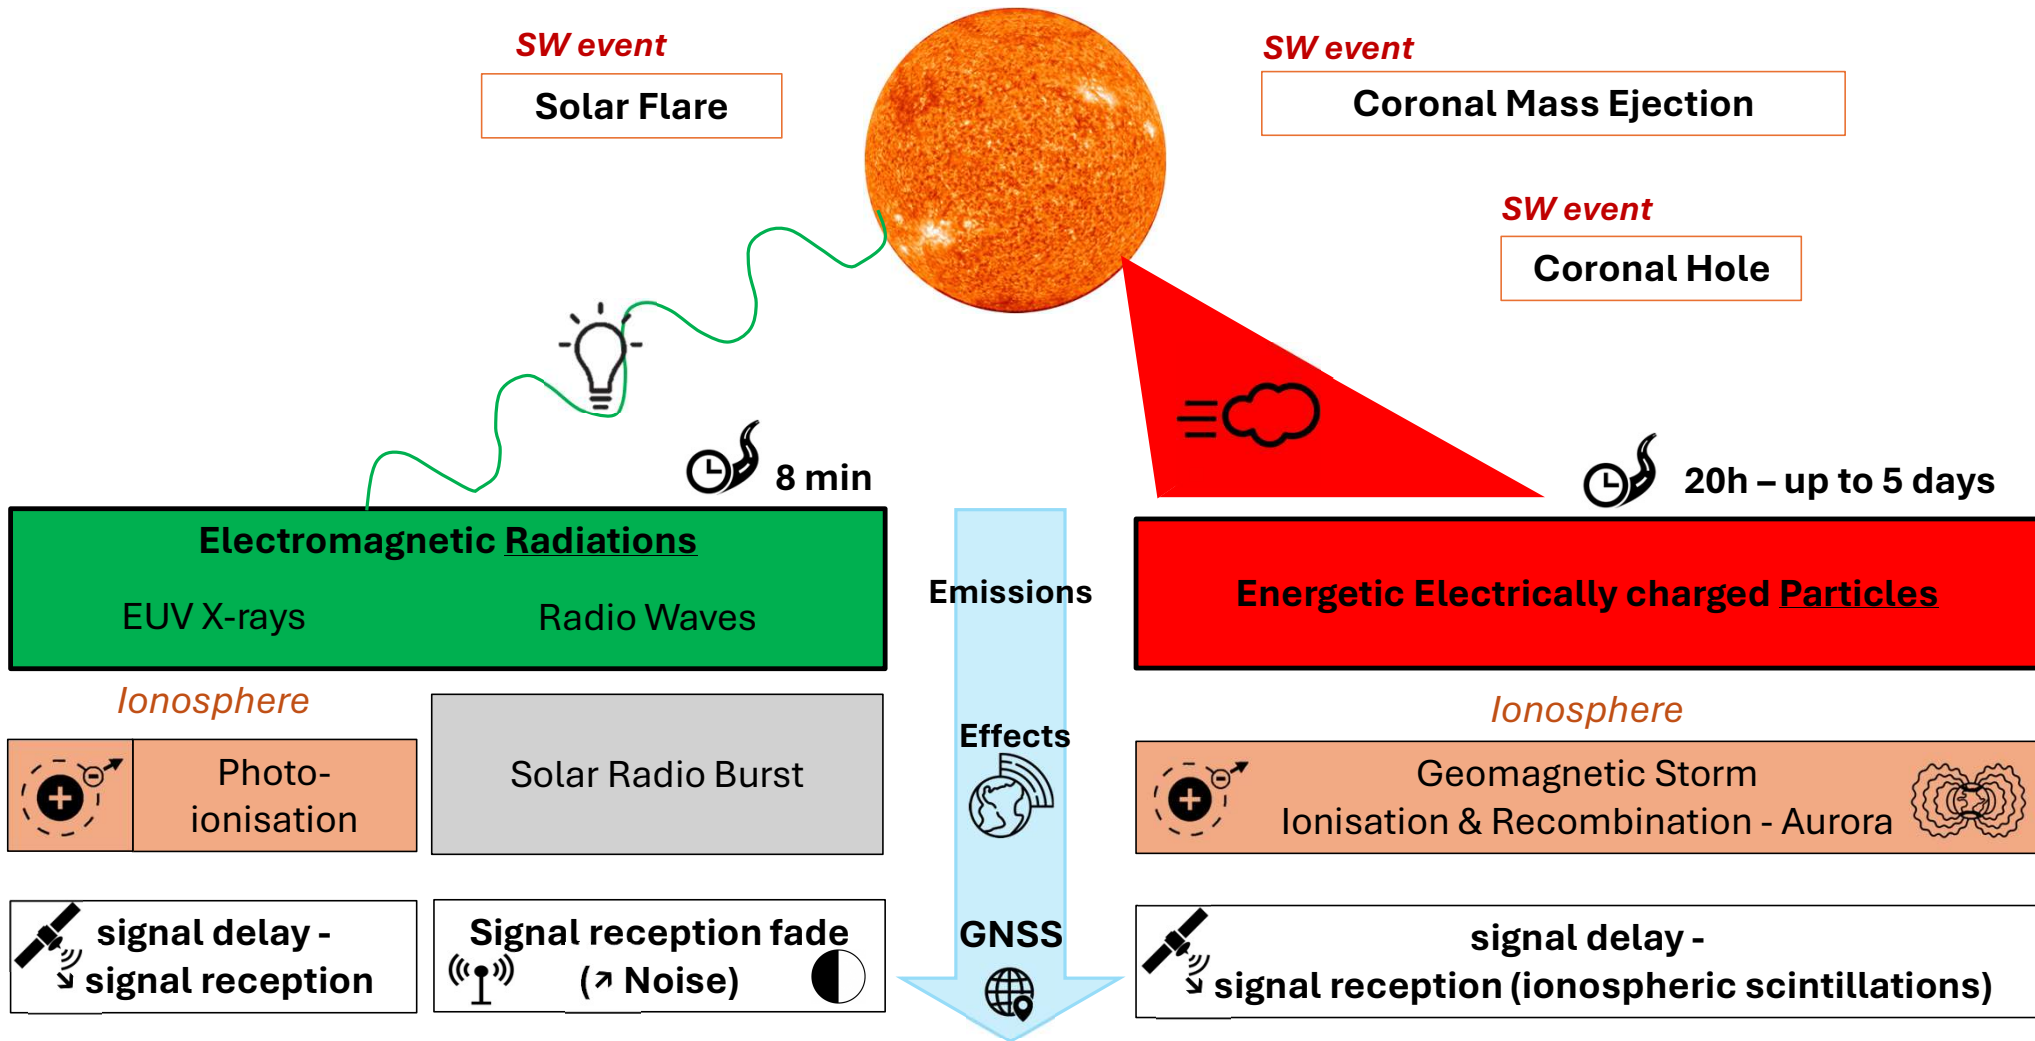 SW event
Solar Flare
SW event
Coronal Mass Ejection
SW event
Coronal Hole
8 min
20h – up to 5 days
Electromagnetic Radiations
EUV X-rays
Radio Waves
Emissions
Energetic Electrically charged Particles
Ionosphere
Photo-
ionisation
Solar Radio Burst
Effects
Ionosphere
Geomagnetic Storm
Ionisation & Recombination - Aurora
signal delay -
↘ signal reception
Signal reception fade
(↗ Noise)
GNSS
signal delay -
↘ signal reception (ionospheric scintillations)